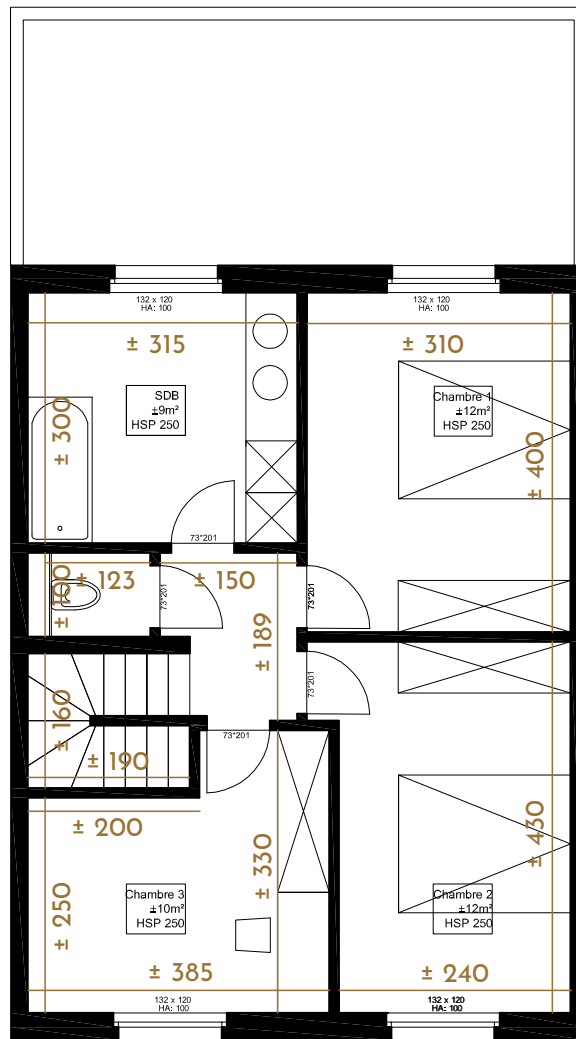 132 x 120
HA: 100
132 x 120
HA: 100
± 315
± 310
SDB
±9m²
HSP 250
Chambre 1
±12m²
HSP 250
± 300
± 400
73*201
± 123
± 150
± 100
73*201
73*201
± 189
73*201
± 160
± 190
73*201
± 200
± 330
± 430
± 250
Chambre 3
±10m²
HSP 250
Chambre 2
±12m²
HSP 250
± 385
± 240
132 x 120
HA: 100
132 x 120
HA: 100